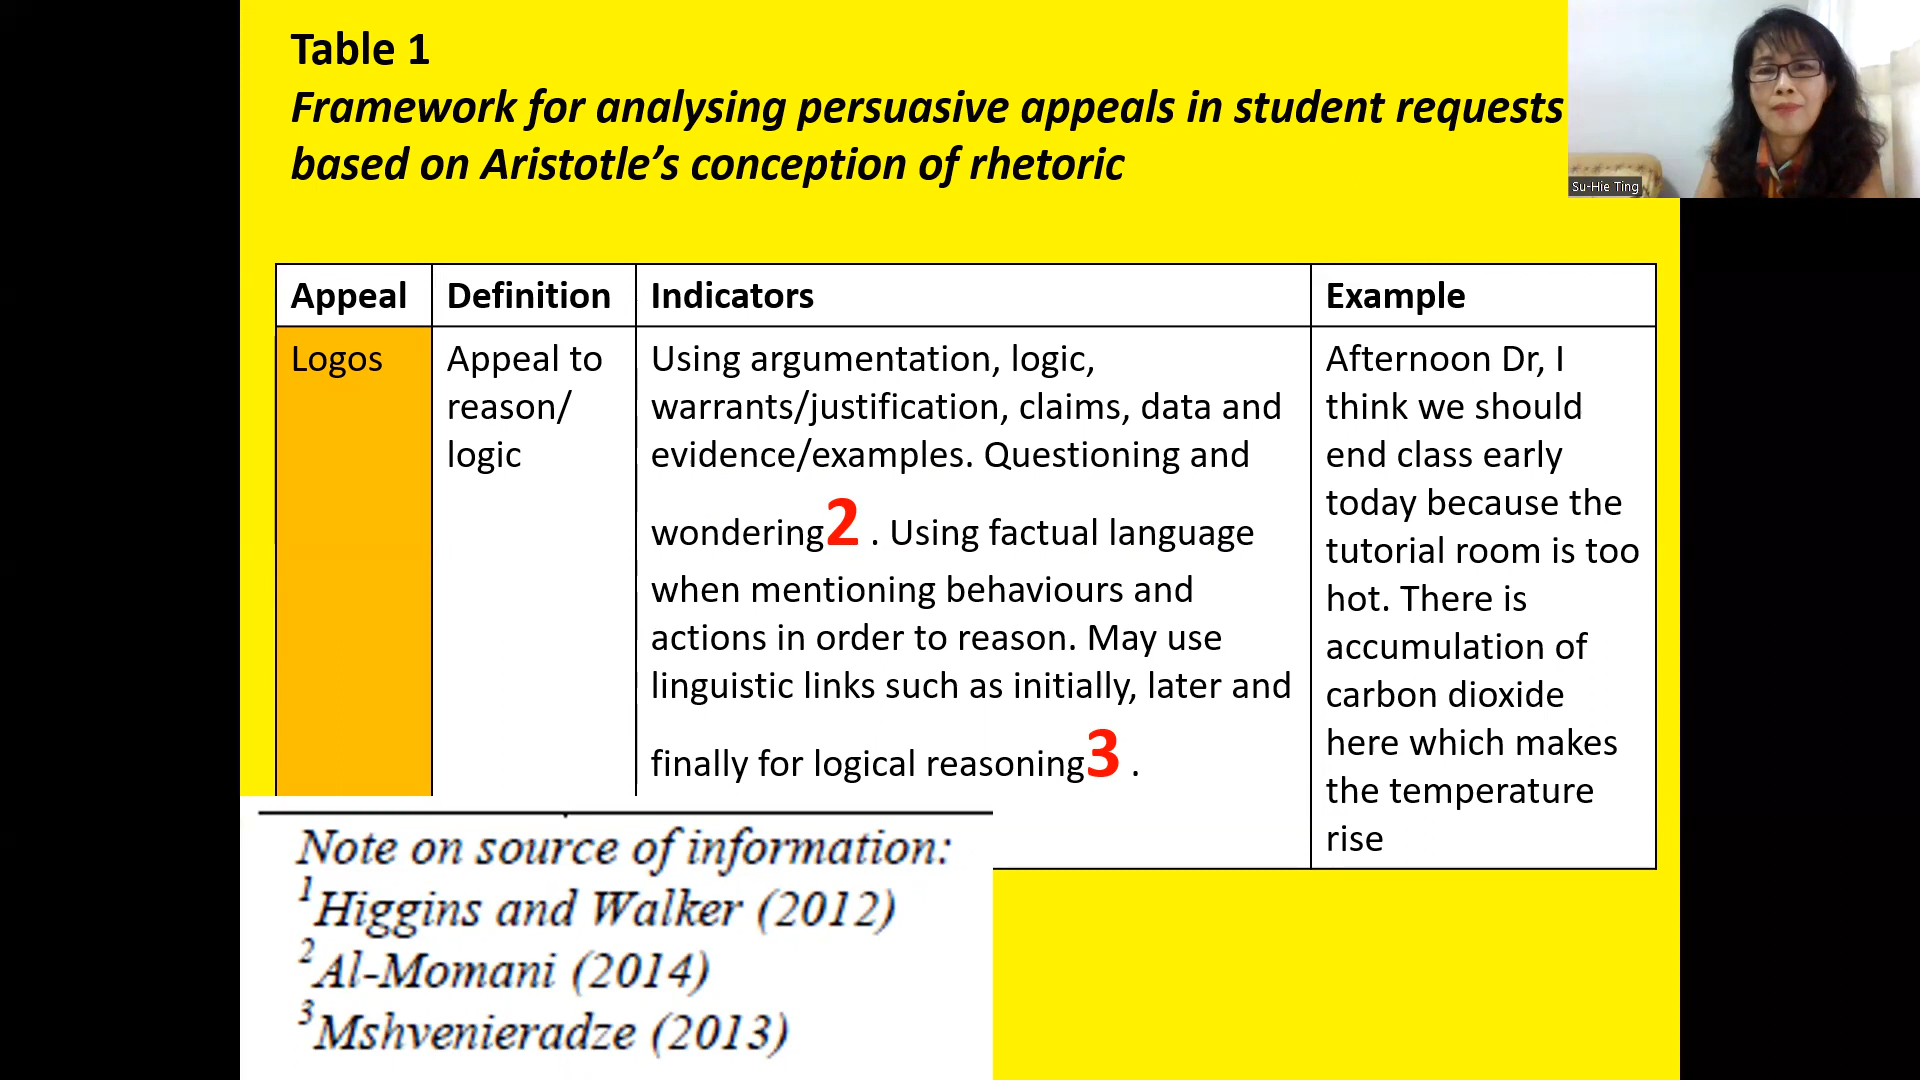 Table 1
Framework for analysing persuasive appeals in student requests
based on Aristotle’s conception of rhetoric
Su-Hie Ting
Appeal
Definition
Indicators
Example
Logos
Appeal to
reason/
logic
Using argumentation, logic,
warrants/justification, claims, data and
evidence/examples. Questioning and
wondering2 . Using factual language
when mentioning behaviours and
actions in order to reason. May use
linguistic links such as initially, later and
finally for logical reasoning3 .
Afternoon Dr, I
think we should
end class early
today because the
tutorial room is too
hot. There is
accumulation of
carbon dioxide
here which makes
the temperature
rise
Note on source of information:
1Higgins and Walker (2012)
2Al-Momani (2014)
3Mshvenieradze (2013)